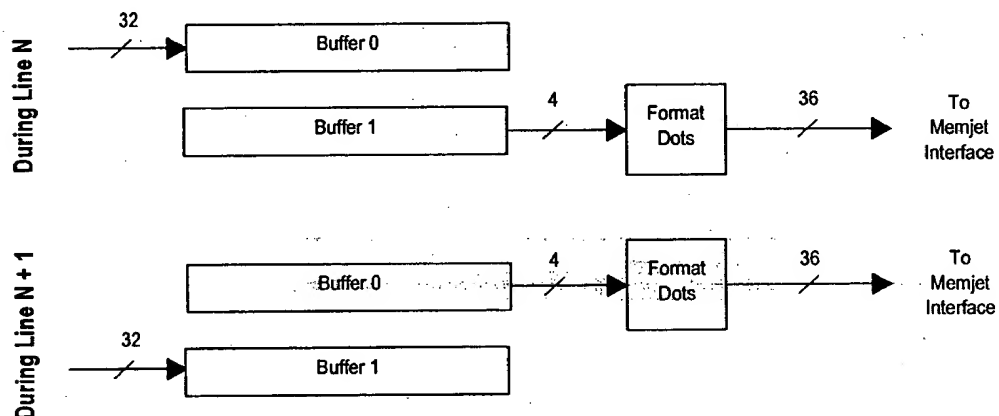 During Line N
32
Buffer 0
Buffer 1
4
Format
Dots
36
To
Memjet
Interface
During Line N + 1
Buffer 0
4
Format
Dots
36
To
Memjet
Interface
32
Buffer 1